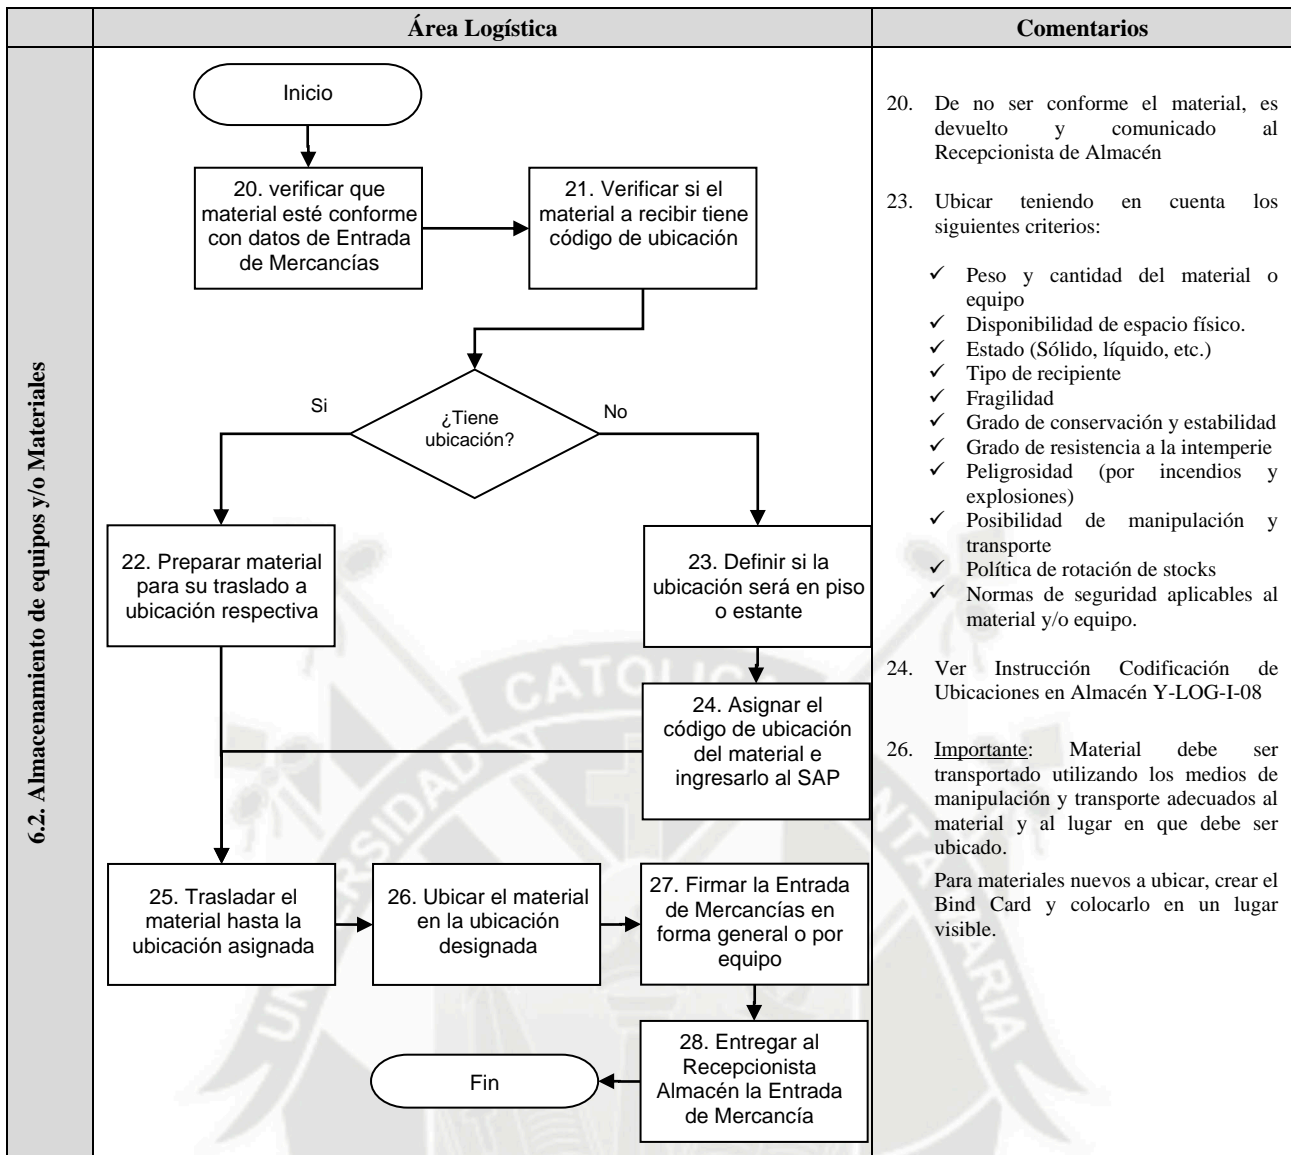 Área Logística
Comentarios
6.2. Almacenamiento de equipos y/o Materiales
Inicio
20. verificar que
material esté conforme
con datos de Entrada
de Mercancías
21. Verificar si el
material a recibir tiene
código de ubicación
¿Tiene
ubicación?
Si
No
22. Preparar material
para su traslado a
ubicación respectiva
23. Definir si la
ubicación será en piso
o estante
24. Asignar el
código de ubicación
del material e
ingresarlo al SAP
25. Trasladar el
material hasta la
ubicación asignada
26. Ubicar el material
en la ubicación
designada
27. Firmar la Entrada
de Mercancías en
forma general o por
equipo
28. Entregar al
Recepcionista
Almacén la Entrada
de Mercancía
Fin
20. De no ser conforme el material, es
devuelto y comunicado al
Recepcionista de Almacén
23. Ubicar teniendo en cuenta los
siguientes criterios:
✓ Peso y cantidad del material o
equipo
✓ Disponibilidad de espacio físico.
✓ Estado (Sólido, líquido, etc.)
✓ Tipo de recipiente
✓ Fragilidad
✓ Grado de conservación y estabilidad
✓ Grado de resistencia a la intemperie
✓ Peligrosidad (por incendios y
explosiones)
✓ Posibilidad de manipulación y
transporte
✓ Política de rotación de stocks
✓ Normas de seguridad aplicables al
material y/o equipo.
24. Ver Instrucción Codificación de
Ubicaciones en Almacén Y-LOG-I-08
26. Importante: Material debe ser
transportado utilizando los medios de
manipulación y transporte adecuados al
material y al lugar en que debe ser
ubicado.
Para materiales nuevos a ubicar, crear el
Bind Card y colocarlo en un lugar
visible.